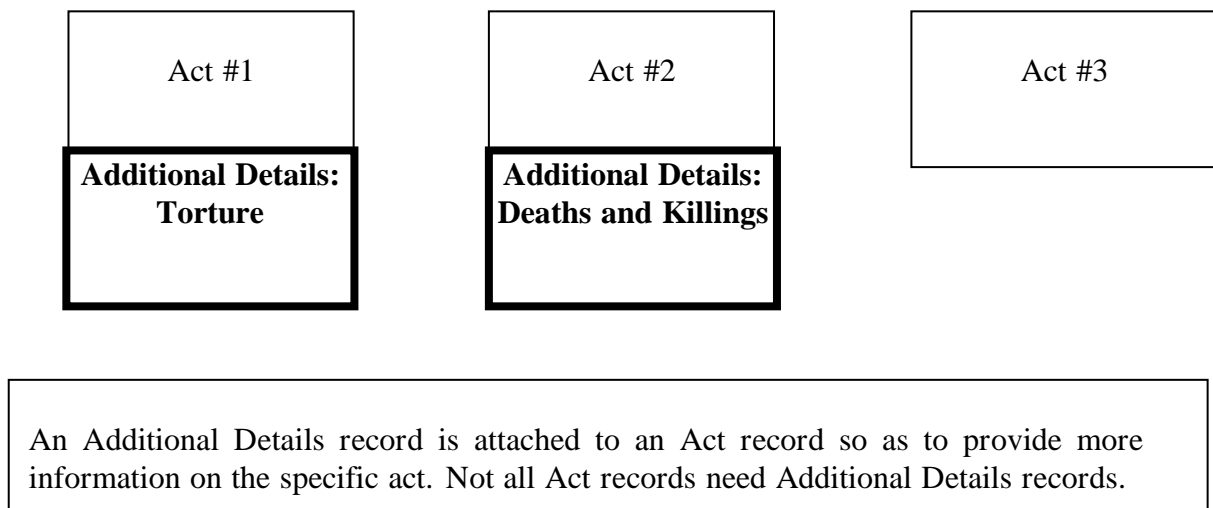 Act #1
Act #2
Act #3
Additional Details:
Torture
Additional Details:
Deaths and Killings
An Additional Details record is attached to an Act record so as to provide more
information on the specific act. Not all Act records need Additional Details records.